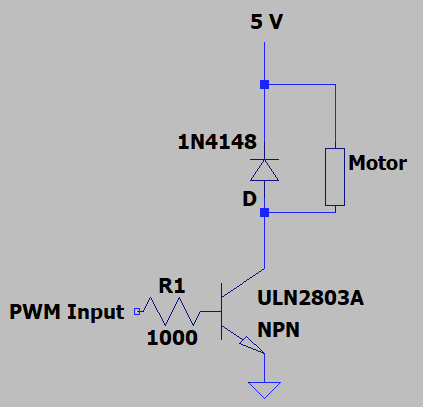 5 V
1N4148
Motor
D
R1
ULN2803A
PWM Input
1000
NPN